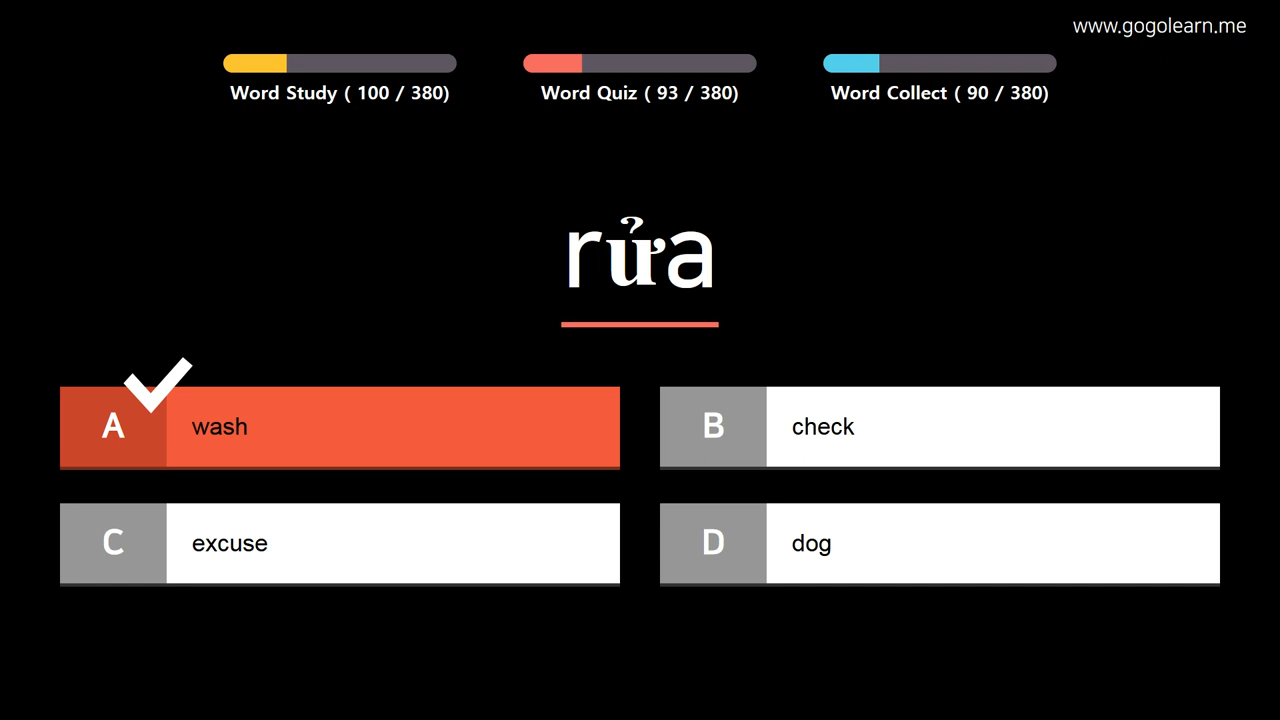 www.gogolearn.me
Word Study ( 100 / 380)
Word Quiz ( 93 / 380)
Word Collect ( 90 / 380)
rửa
A wash
B check
C excuse
D dog